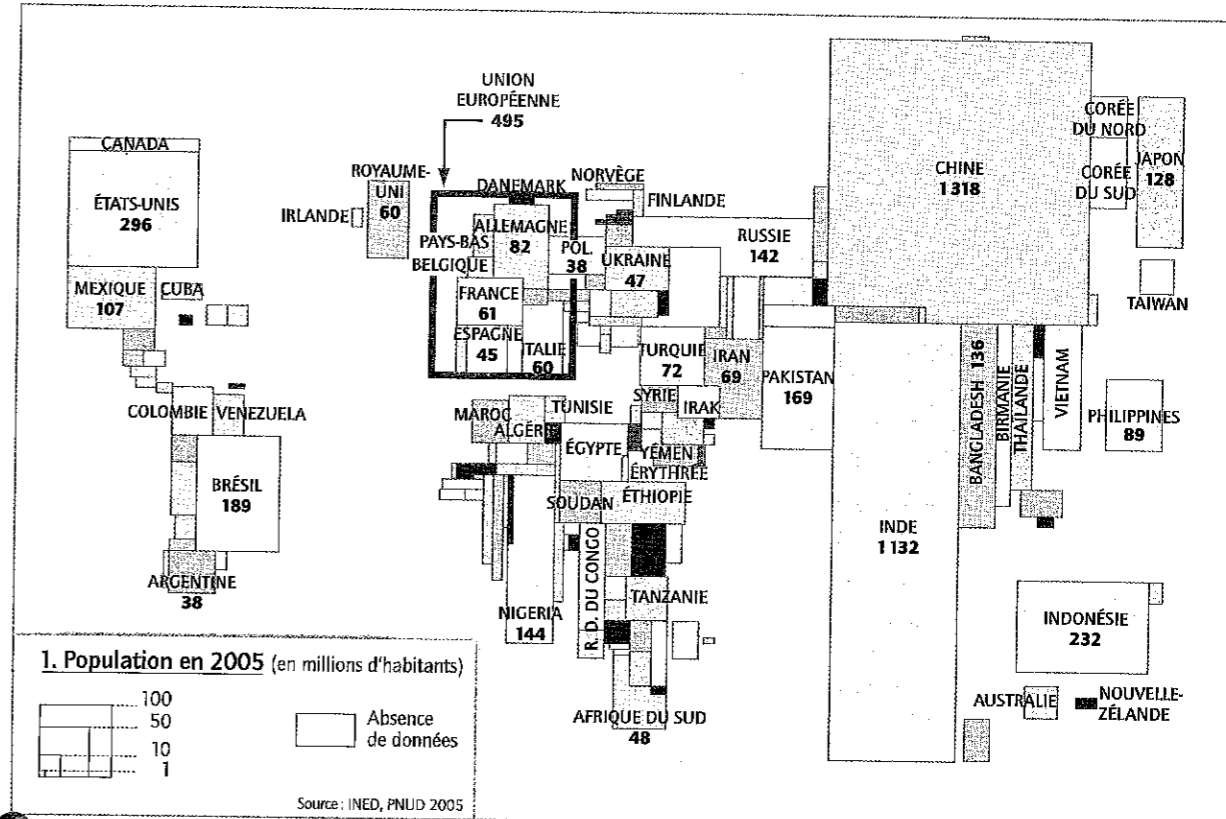 UNION
EUROPÉENNE
495
CANADA
ÉTATS-UNIS
296
MEXIQUE
107
CUBA
COLOMBIE
VENEZUELA
BRÉSIL
189
ARGENTINE
38
ROYAUME-
UNI
60
IRLANDE
DANEMARK
NORVÈGE
FINLANDE
ALLEMAGNE
82
PAYS-BAS
BELGIQUE
POL.
38
UKRAINE
47
RUSSIE
142
FRANCE
61
ESPAGNE
45
ITALIE
60
TURQUIE
72
IRAN
69
PAKISTAN
169
SYRIE
IRAK
MAROC
ALGÉR
TUNISIE
ÉGYPTE
YÉMEN
ÉRYTHRÉE
SOUDAN
ÉTHIOPIE
R. D. DU CONGO
TANZANIE
NIGERIA
144
AFRIQUE DU SUD
48
CHINE
1 318
CORÉE
DU NORD
CORÉE
DU SUD
JAPON
128
TAIWAN
INDE
1 132
BANGLADESH 136
BIRMANIE
THAÏLANDE
VIETNAM
PHILIPPINES
89
INDONÉSIE
232
AUSTRALIE
NOUVELLE-
ZÉLANDE
1. Population en 2005 (en millions d'habitants)
100
50
10
1
Absence
de données
Source : INED, PNUD 2005